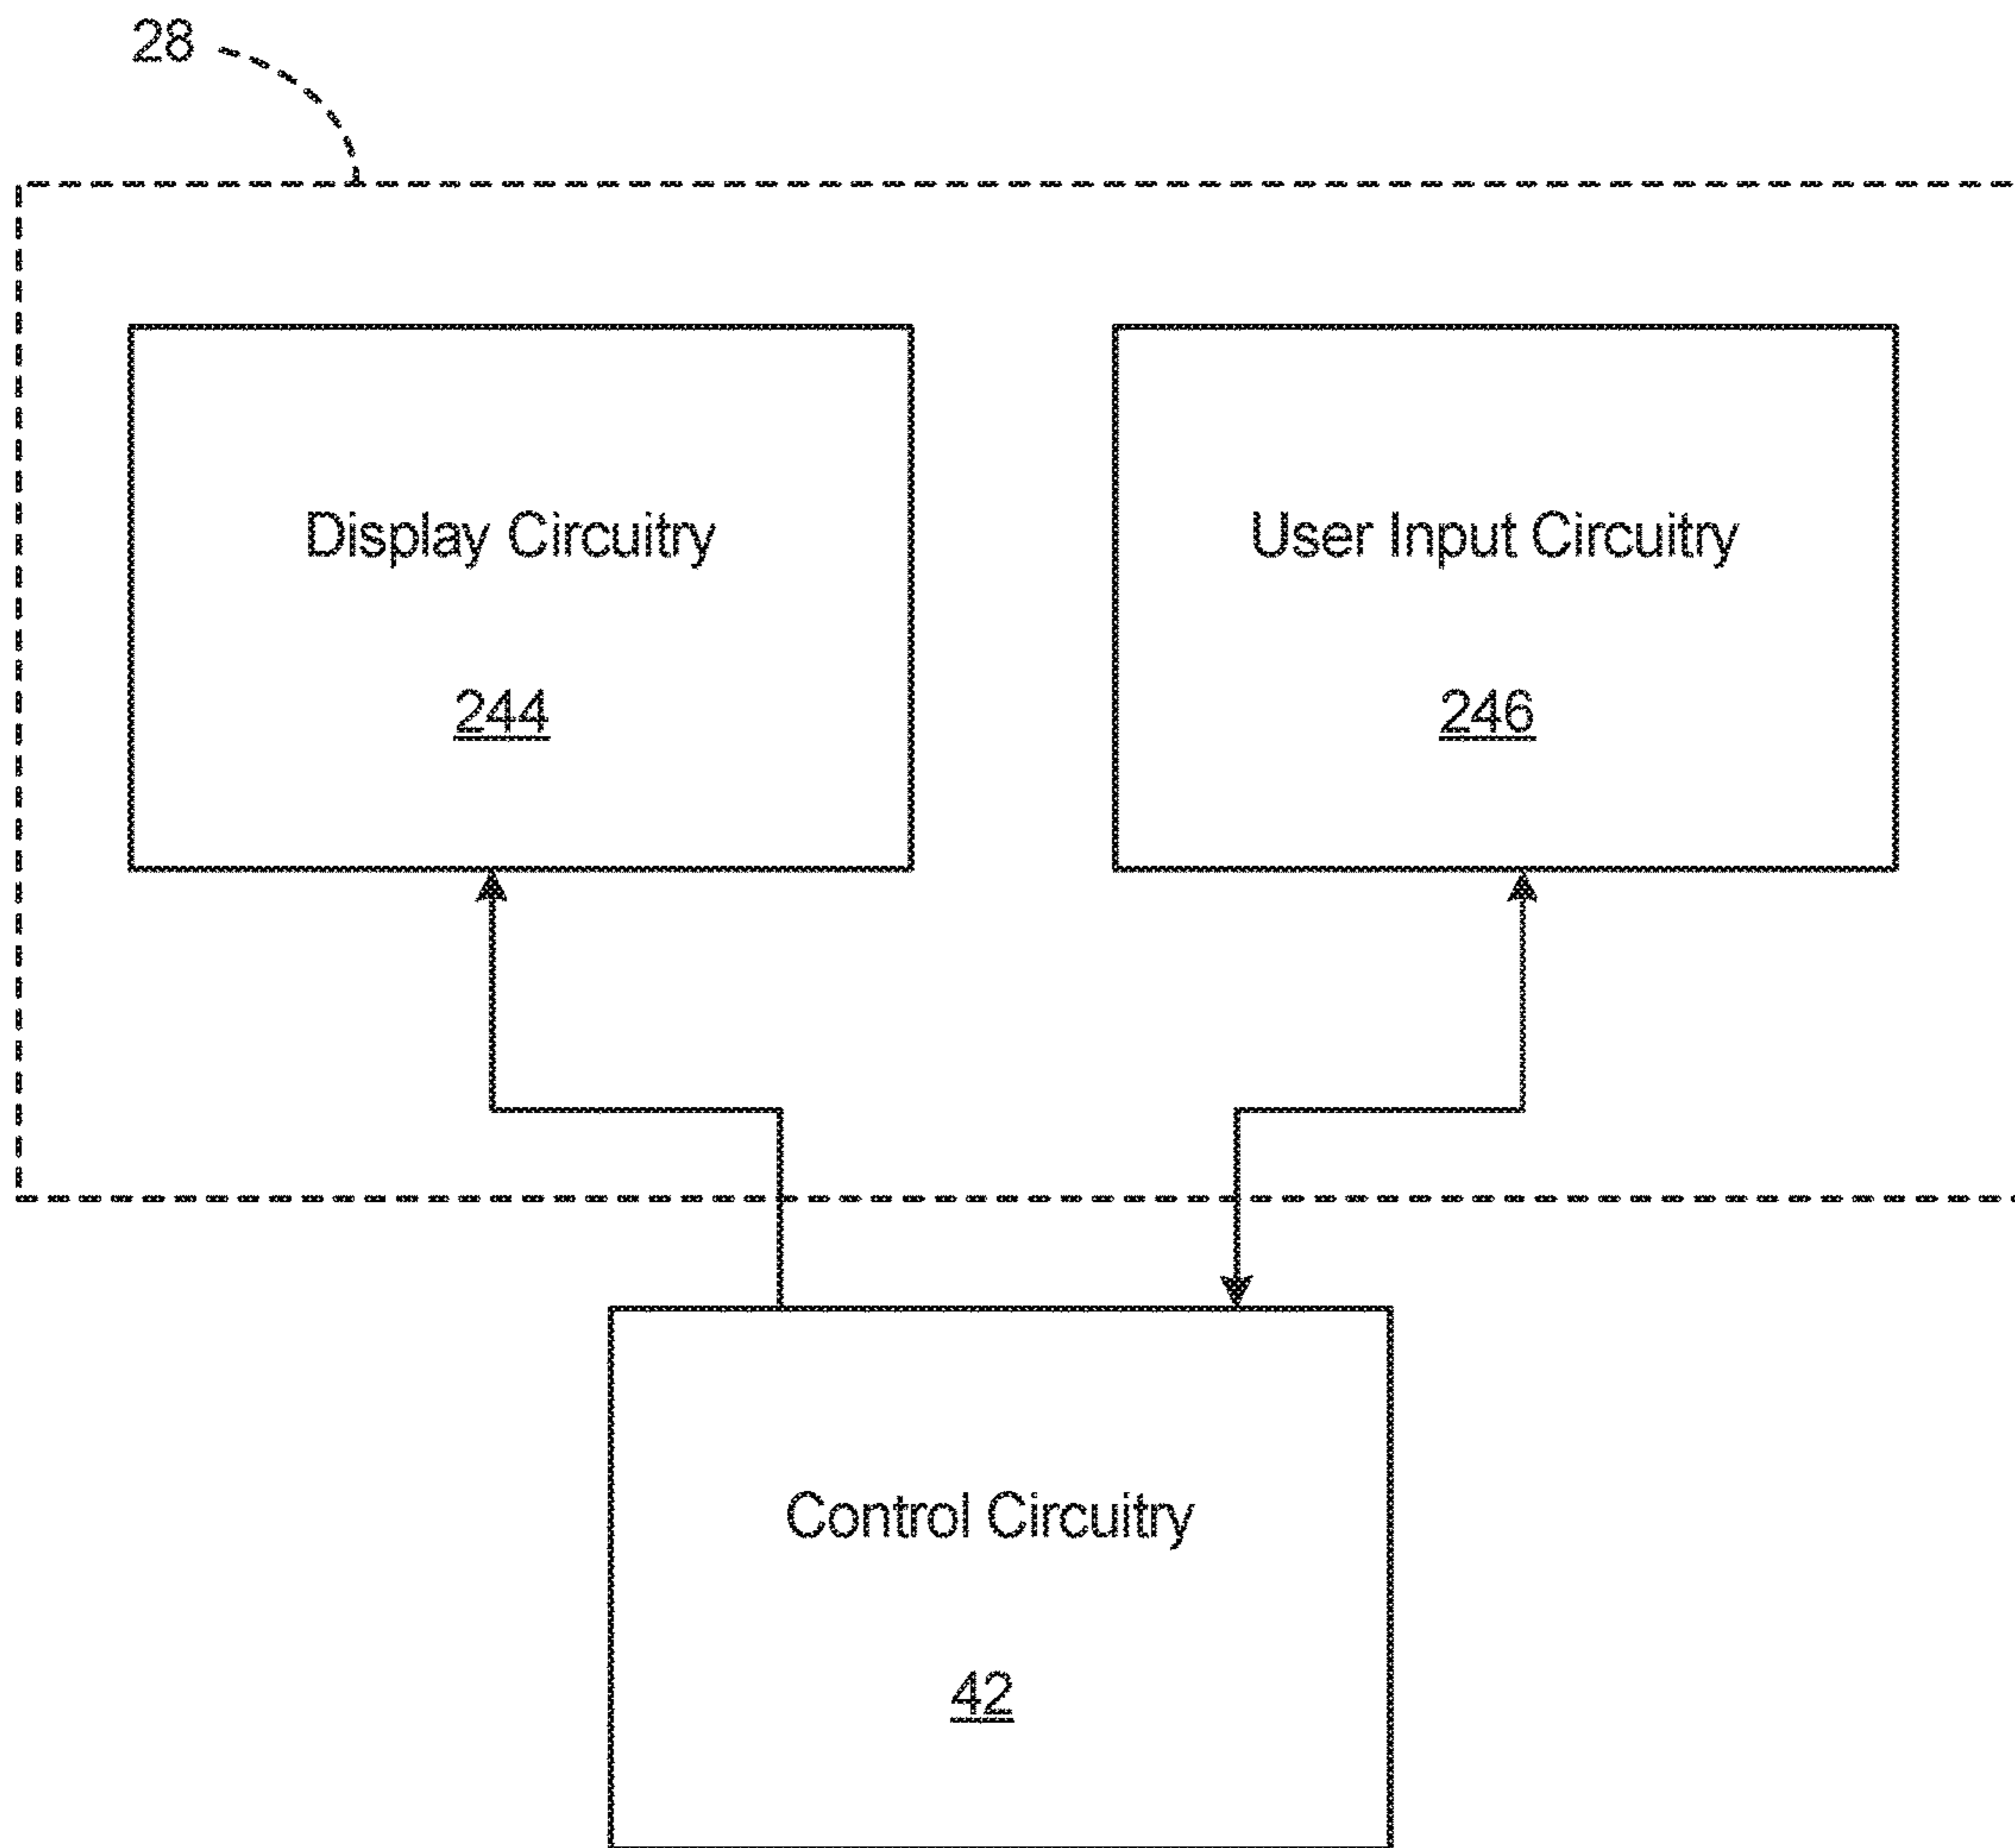 28
Display Circuitry
244
User Input Circuitry
246
Control Circuitry
42